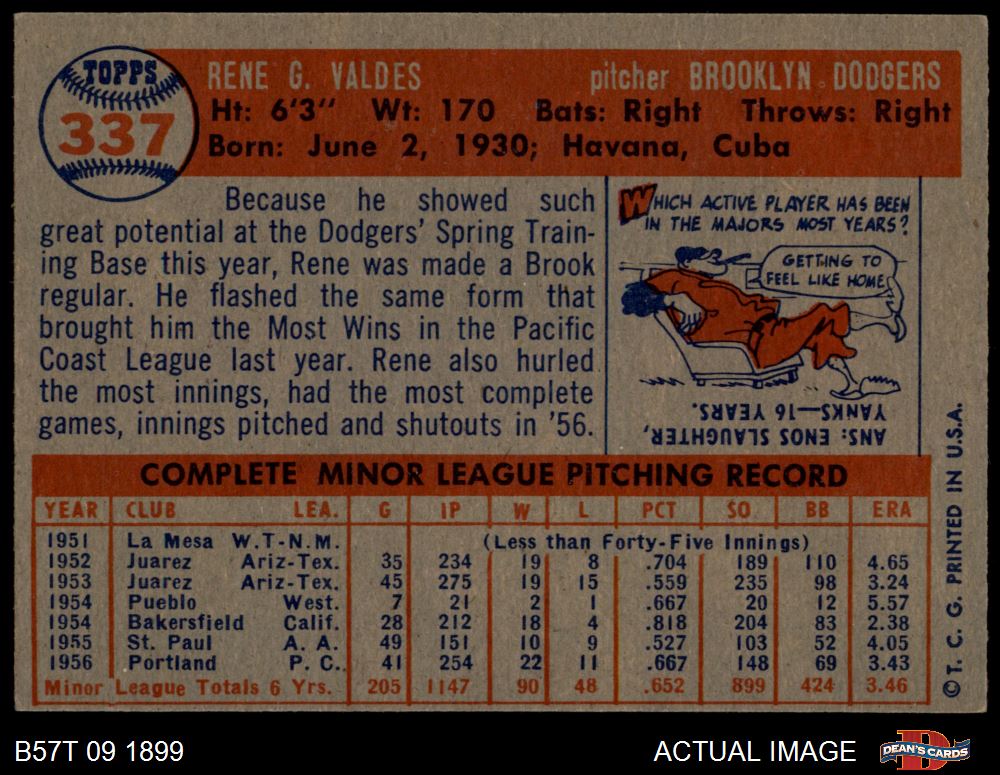 TOPPS
337
RENE G. VALDES pitcher BROOKLYN DODGERS
Ht: 6'3" Wt: 170 Bats: Right Throws: Right
Born: June 2, 1930; Havana, Cuba
Because he showed such
great potential at the Dodgers' Spring Train-
ing Base this year, Rene was made a Brook
regular. He flashed the same form that
brought him the Most Wins in the Pacific
Coast League last year. Rene also hurled
the most innings, had the most complete
games, innings pitched and shutouts in '56.
WHICH ACTIVE PLAYER HAS BEEN
IN THE MAJORS MOST YEARS?
GETTING TO
FEEL LIKE HOME
ANS: ENOS SLAUGHTER,
YANKS—16 YEARS.
COMPLETE MINOR LEAGUE PITCHING RECORD
YEAR CLUB LEA. G IP W L PCT SO BB ERA
1951 La Mesa W.T-N.M. (Less than Forty-Five Innings)
1952 Juarez Ariz-Tex. 35 234 19 8 .704 189 110 4.65
1953 Juarez Ariz-Tex. 45 275 19 15 .559 235 98 3.24
1954 Pueblo West. 7 21 2 1 .667 20 12 5.57
1954 Bakersfield Calif. 28 212 18 4 .818 204 83 2.38
1955 St. Paul A. A. 49 151 10 9 .527 103 52 4.05
1956 Portland P. C. 41 254 22 11 .667 148 69 3.43
Minor League Totals 6 Yrs. 205 1147 90 48 .652 899 424 3.46
© T. C. G. PRINTED IN U.S.A.
B57T 09 1899 ACTUAL IMAGE DEAN'S CARDS